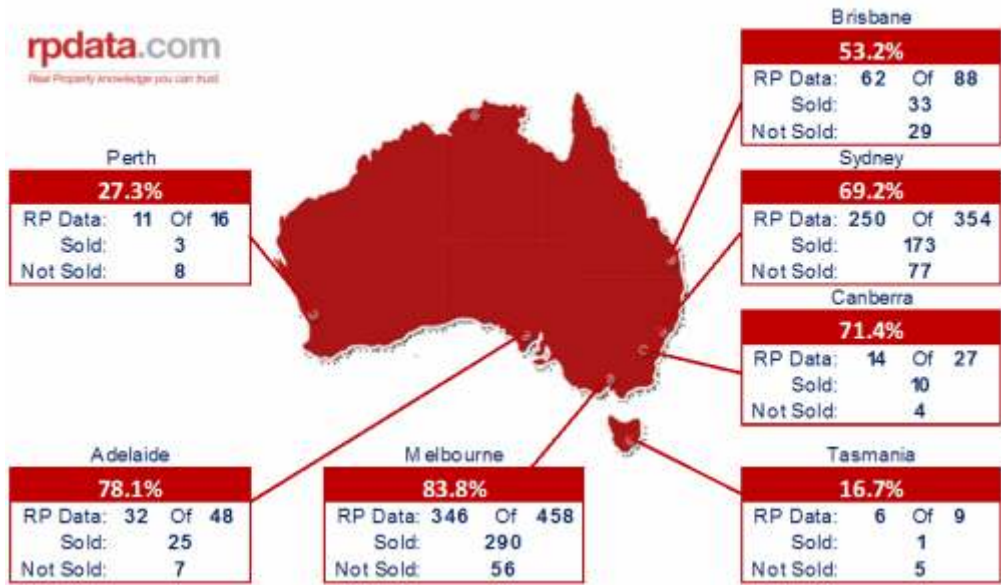 rpdata.com
Real Property knowledge you can trust
Brisbane
53.2%
RP Data: 62 Of 88
Sold: 33
Not Sold: 29
Perth
27.3%
RP Data: 11 Of 16
Sold: 3
Not Sold: 8
Sydney
69.2%
RP Data: 250 Of 354
Sold: 173
Not Sold: 77
Canberra
71.4%
RP Data: 14 Of 27
Sold: 10
Not Sold: 4
Adelaide
78.1%
RP Data: 32 Of 48
Sold: 25
Not Sold: 7
Melbourne
83.8%
RP Data: 346 Of 458
Sold: 290
Not Sold: 56
Tasmania
16.7%
RP Data: 6 Of 9
Sold: 1
Not Sold: 5